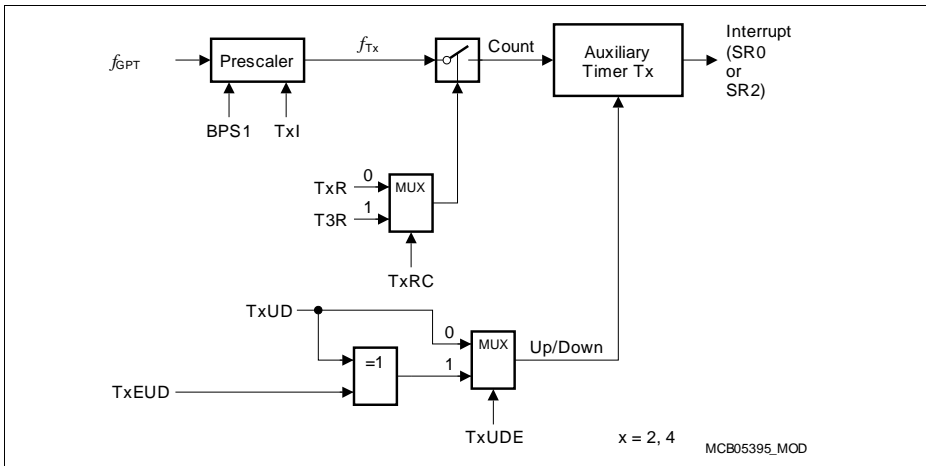 fGPT
Prescaler
fTx
Count
Auxiliary
Timer Tx
Interrupt
(SR0
or
SR2)
BPS1
TxI
TxR
0
T3R
1
MUX
TxRC
TxUD
0
=1
1
MUX
Up/Down
TxEUD
TxUDE
x = 2, 4
MCB05395_MOD